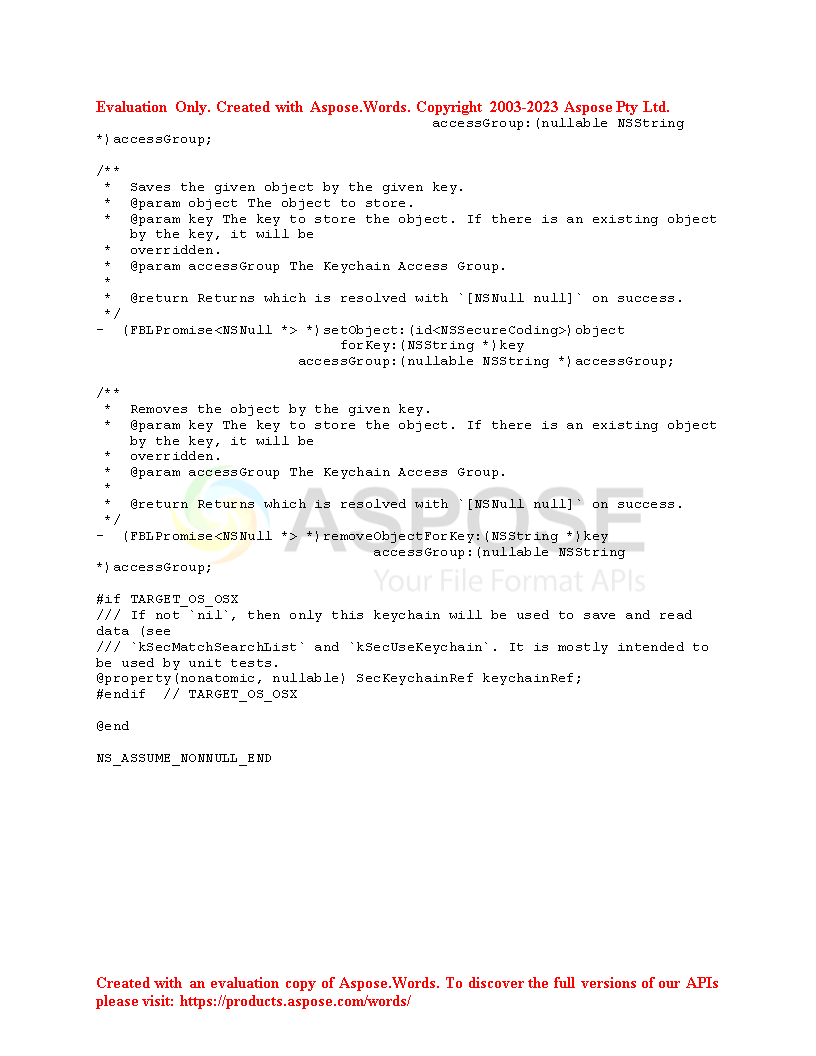 Evaluation Only. Created with Aspose.Words. Copyright 2003-2023 Aspose Pty Ltd.
accessGroup:(nullable NSString
*)accessGroup;
/**
 *  Saves the given object by the given key.
 *  @param object The object to store.
 *  @param key The key to store the object. If there is an existing object
    by the key, it will be
 *  overridden.
 *  @param accessGroup The Keychain Access Group.
 *
 *  @return Returns which is resolved with `[NSNull null]` on success.
 */
-  (FBLPromise<NSNull *> *)setObject:(id<NSSecureCoding>)object
                             forKey:(NSString *)key
                        accessGroup:(nullable NSString *)accessGroup;
/**
 *  Removes the object by the given key.
 *  @param key The key to store the object. If there is an existing object
    by the key, it will be
 *  overridden.
 *  @param accessGroup The Keychain Access Group.
 *
 *  @return Returns which is resolved with `[NSNull null]` on success.
 */
-  (FBLPromise<NSNull *> *)removeObjectForKey:(NSString *)key
                                 accessGroup:(nullable NSString
*)accessGroup;
ASPOSE
Your File Format APIs
#if TARGET_OS_OSX
/// If not `nil`, then only this keychain will be used to save and read
data (see
/// `kSecMatchSearchList` and `kSecUseKeychain`. It is mostly intended to
be used by unit tests.
@property(nonatomic, nullable) SecKeychainRef keychainRef;
#endif  // TARGET_OS_OSX
@end
NS_ASSUME_NONNULL_END
Created with an evaluation copy of Aspose.Words. To discover the full versions of our APIs
please visit: https://products.aspose.com/words/